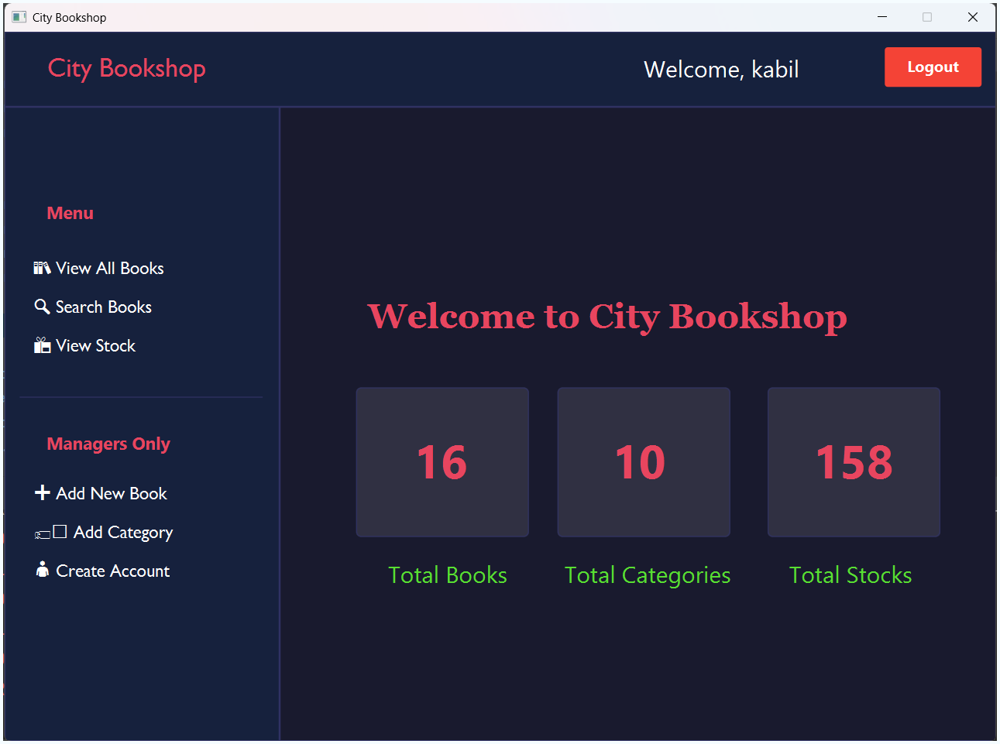 City Bookshop
City Bookshop
Welcome, kabil
Logout
Menu
View All Books
Search Books
View Stock
Managers Only
Add New Book
Add Category
Create Account
Welcome to City Bookshop
16
10
158
Total Books
Total Categories
Total Stocks